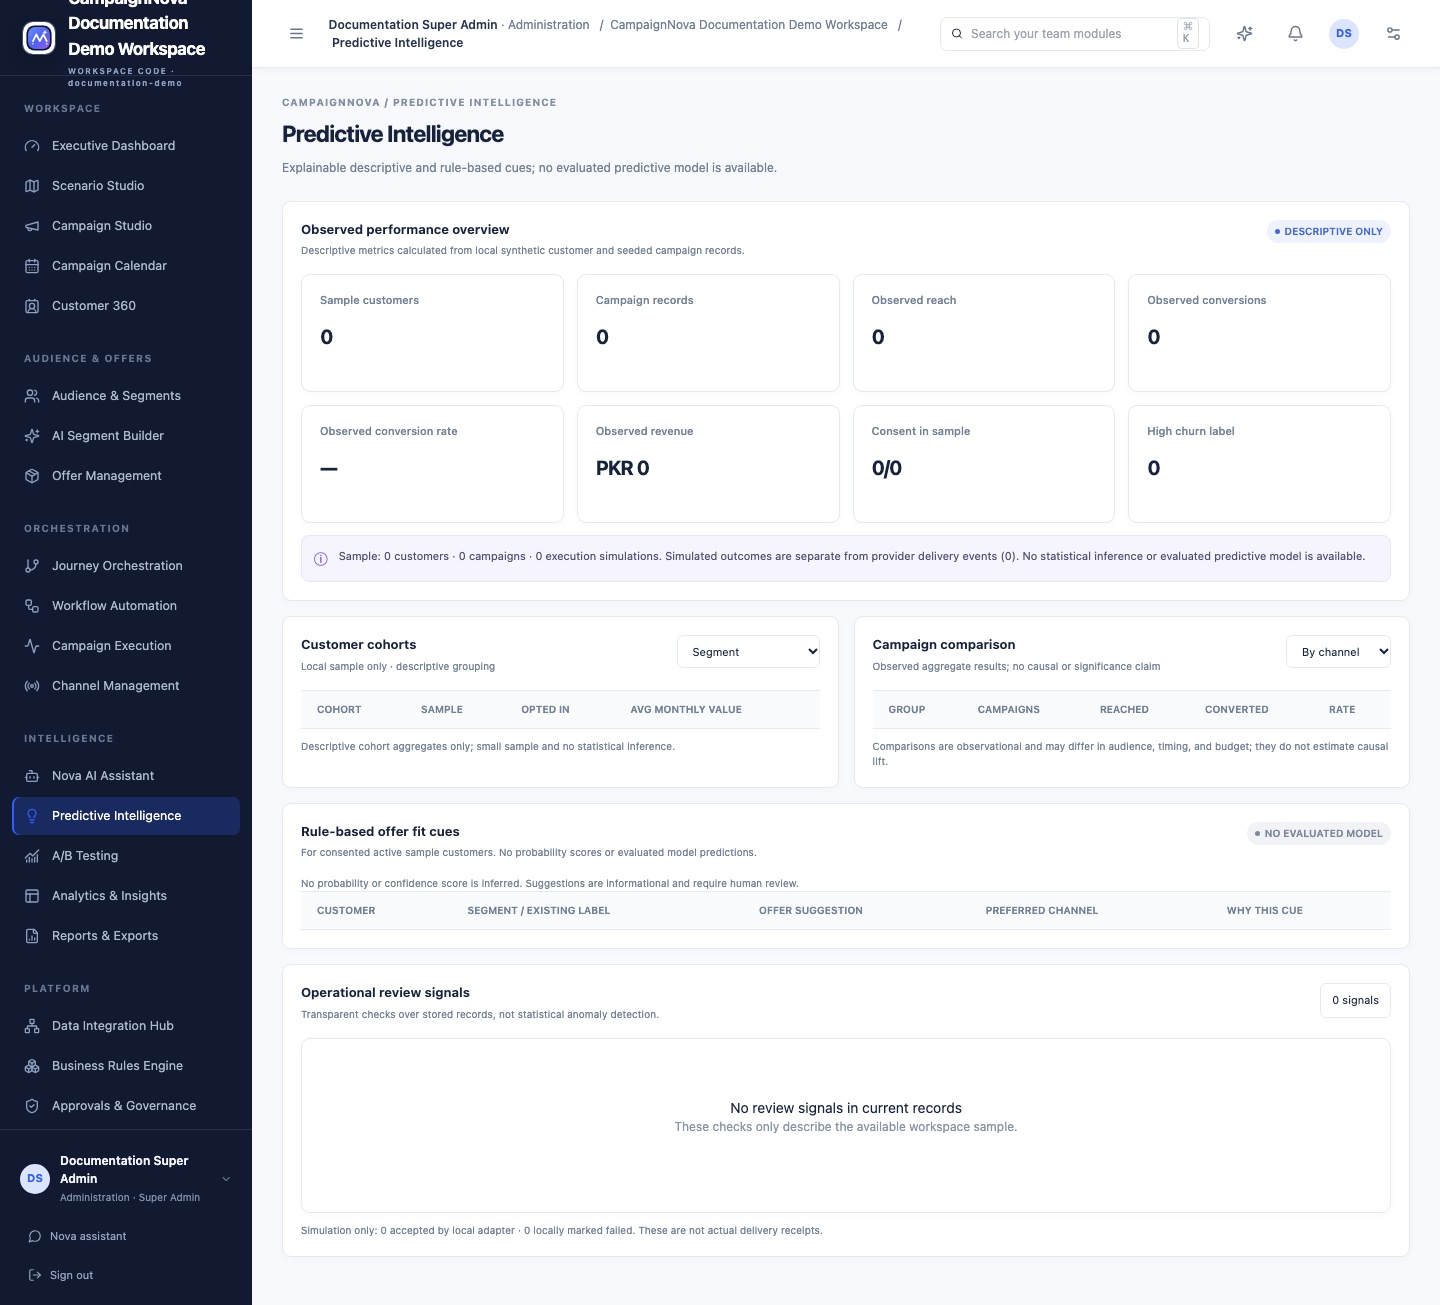 CampaignNova
Documentation
Demo Workspace
WORKSPACE CODE ·
documentation-demo
WORKSPACE
Executive Dashboard
Scenario Studio
Campaign Studio
Campaign Calendar
Customer 360
AUDIENCE & OFFERS
Audience & Segments
AI Segment Builder
Offer Management
ORCHESTRATION
Journey Orchestration
Workflow Automation
Campaign Execution
Channel Management
INTELLIGENCE
Nova AI Assistant
Predictive Intelligence
A/B Testing
Analytics & Insights
Reports & Exports
PLATFORM
Data Integration Hub
Business Rules Engine
Approvals & Governance
DS
Documentation Super
Admin
Administration · Super Admin
Nova assistant
Sign out
Documentation Super Admin · Administration / CampaignNova Documentation Demo Workspace /
Predictive Intelligence
Search your team modules
⌘
K
DS
CAMPAIGNNOVA / PREDICTIVE INTELLIGENCE
Predictive Intelligence
Explainable descriptive and rule-based cues; no evaluated predictive model is available.
Observed performance overview
DESCRIPTIVE ONLY
Descriptive metrics calculated from local synthetic customer and seeded campaign records.
Sample customers
0
Campaign records
0
Observed reach
0
Observed conversions
0
Observed conversion rate
—
Observed revenue
PKR 0
Consent in sample
0/0
High churn label
0
Sample: 0 customers · 0 campaigns · 0 execution simulations. Simulated outcomes are separate from provider delivery events (0). No statistical inference or evaluated predictive model is available.
Customer cohorts
Local sample only · descriptive grouping
Segment
COHORT SAMPLE OPTED IN AVG MONTHLY VALUE
Descriptive cohort aggregates only; small sample and no statistical inference.
Campaign comparison
Observed aggregate results; no causal or significance claim
By channel
GROUP CAMPAIGNS REACHED CONVERTED RATE
Comparisons are observational and may differ in audience, timing, and budget; they do not estimate causal
lift.
Rule-based offer fit cues
NO EVALUATED MODEL
For consented active sample customers. No probability scores or evaluated model predictions.
No probability or confidence score is inferred. Suggestions are informational and require human review.
CUSTOMER SEGMENT / EXISTING LABEL OFFER SUGGESTION PREFERRED CHANNEL WHY THIS CUE
Operational review signals
0 signals
Transparent checks over stored records, not statistical anomaly detection.
No review signals in current records
These checks only describe the available workspace sample.
Simulation only: 0 accepted by local adapter · 0 locally marked failed. These are not actual delivery receipts.